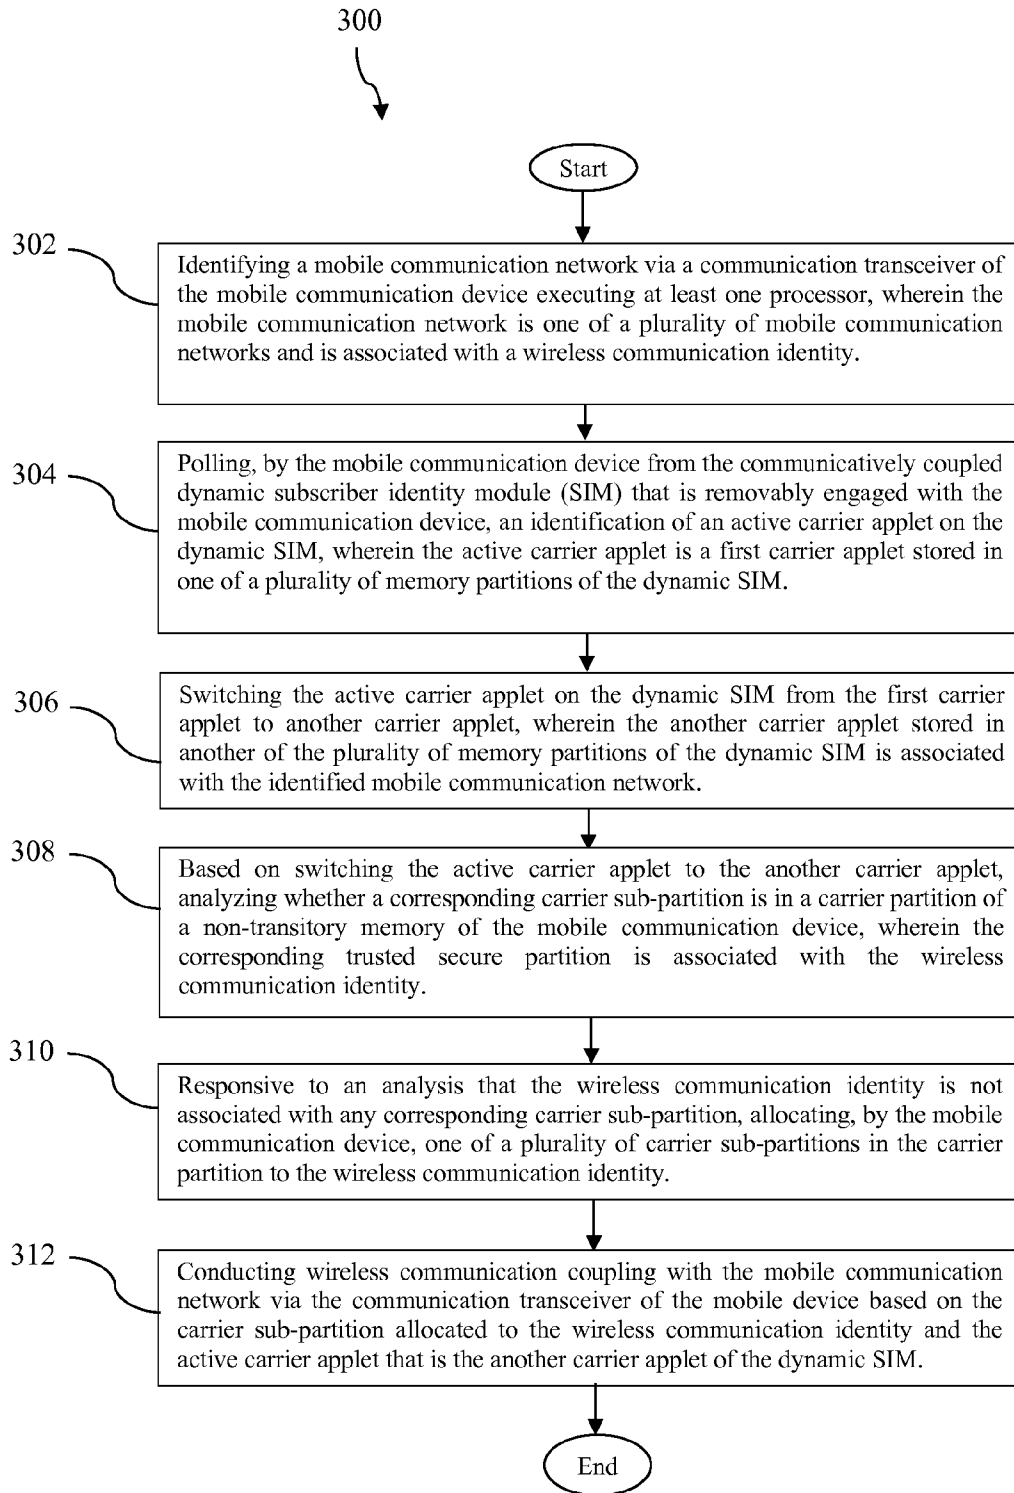 300
Start
302
Identifying a mobile communication network via a communication transceiver of
the mobile communication device executing at least one processor, wherein the
mobile communication network is one of a plurality of mobile communication
networks and is associated with a wireless communication identity.
304
Polling, by the mobile communication device from the communicatively coupled
dynamic subscriber identity module (SIM) that is removably engaged with the
mobile communication device, an identification of an active carrier applet on the
dynamic SIM, wherein the active carrier applet is a first carrier applet stored in
one of a plurality of memory partitions of the dynamic SIM.
306
Switching the active carrier applet on the dynamic SIM from the first carrier
applet to another carrier applet, wherein the another carrier applet stored in
another of the plurality of memory partitions of the dynamic SIM is associated
with the identified mobile communication network.
308
Based on switching the active carrier applet to the another carrier applet,
analyzing whether a corresponding carrier sub-partition is in a carrier partition of
a non-transitory memory of the mobile communication device, wherein the
corresponding trusted secure partition is associated with the wireless
communication identity.
310
Responsive to an analysis that the wireless communication identity is not
associated with any corresponding carrier sub-partition, allocating, by the mobile
communication device, one of a plurality of carrier sub-partitions in the carrier
partition to the wireless communication identity.
312
Conducting wireless communication coupling with the mobile communication
network via the communication transceiver of the mobile device based on the
carrier sub-partition allocated to the wireless communication identity and the
active carrier applet that is the another carrier applet of the dynamic SIM.
End